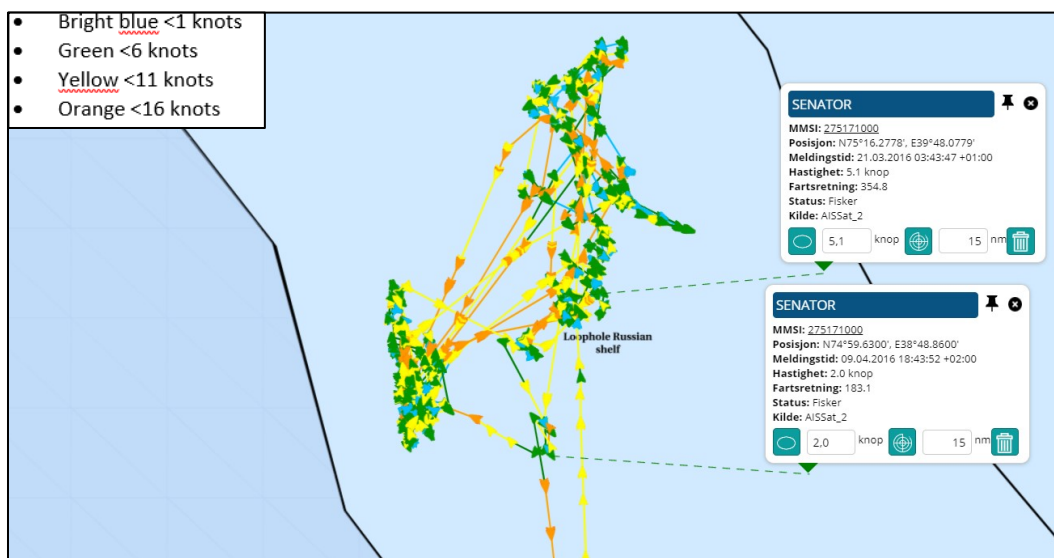 Bright blue <1 knots
Green <6 knots
Yellow <11 knots
Orange <16 knots
SENATOR
MMSI: 275171000
Posisjon: N75°16.2778', E39°48.0779'
Meldingstid: 21.03.2016 03:43:47 +01:00
Hastighet: 5.1 knop
Fartsretning: 354.8
Status: Fisker
Kilde: AISSat_2
5,1 knop 15 nm
SENATOR
MMSI: 275171000
Posisjon: N74°59.6300', E38°48.8600'
Meldingstid: 09.04.2016 18:43:52 +02:00
Hastighet: 2.0 knop
Fartsretning: 183.1
Status: Fisker
Kilde: AISSat_2
2,0 knop 15 nm
Loophole Russian
shelf